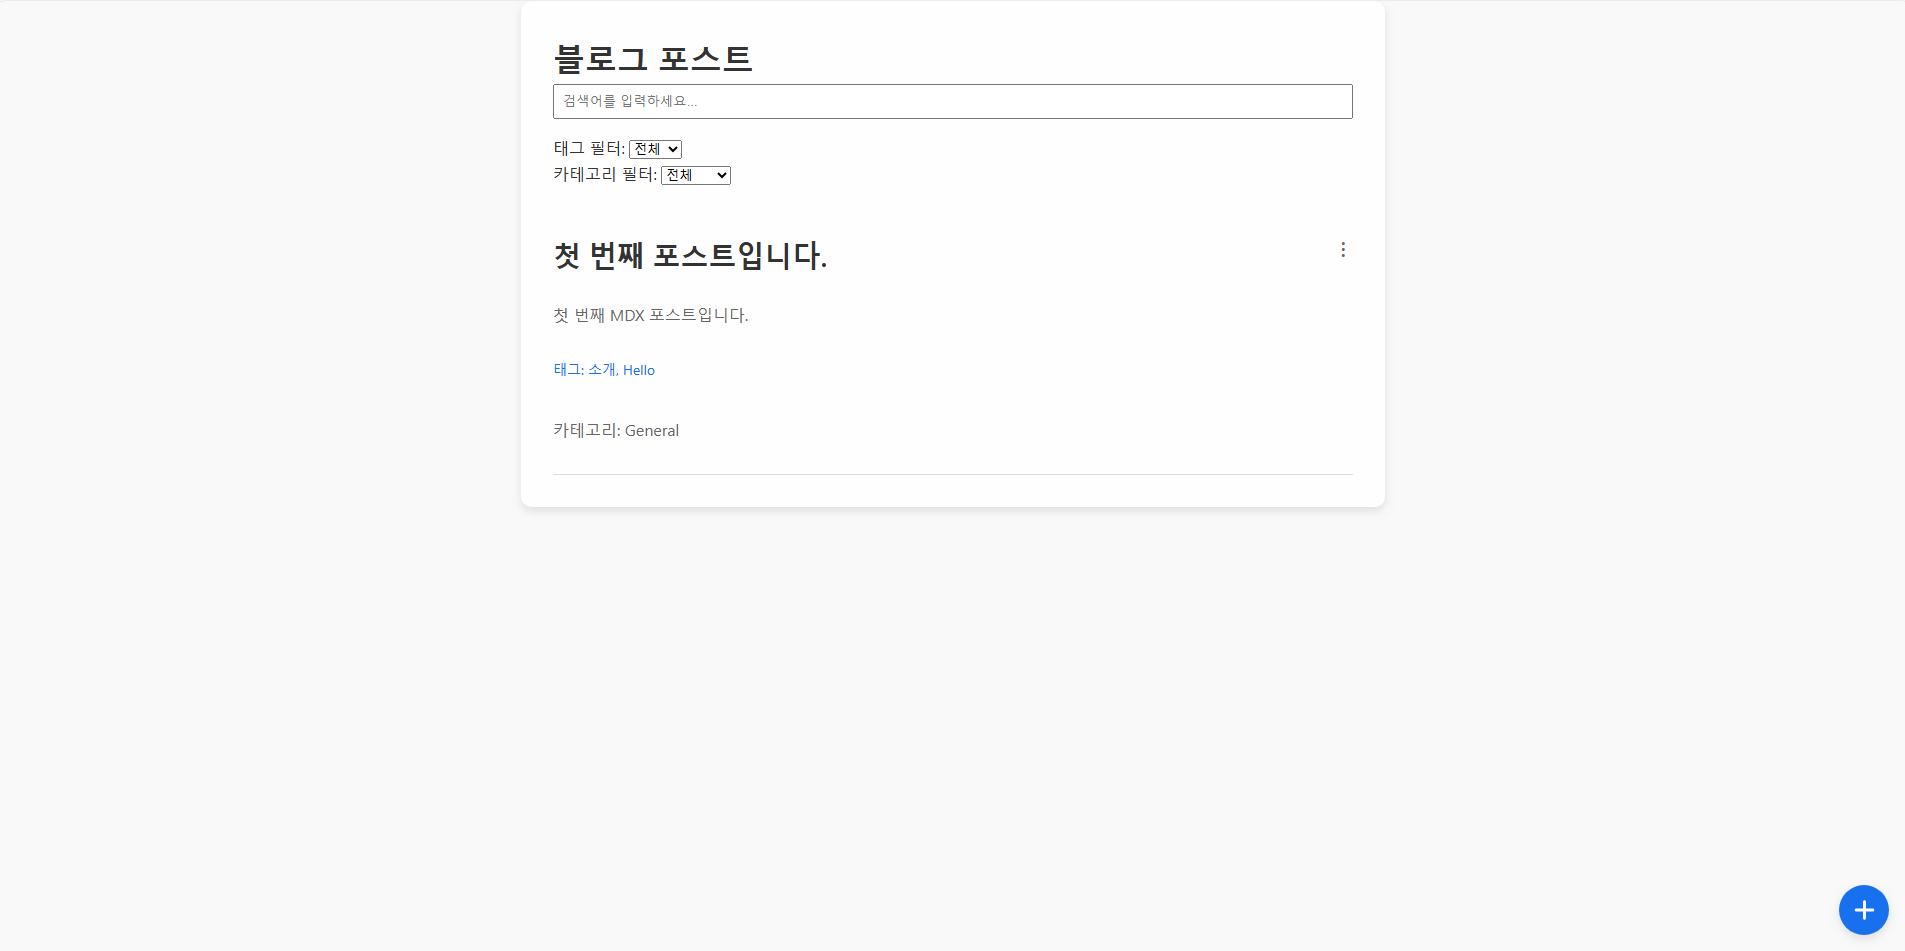 블로그 포스트
검색어를 입력하세요...
태그 필터: 전체
카테고리 필터: 전체
첫 번째 포스트입니다.
첫 번째 MDX 포스트입니다.
태그: 소개, Hello
카테고리: General